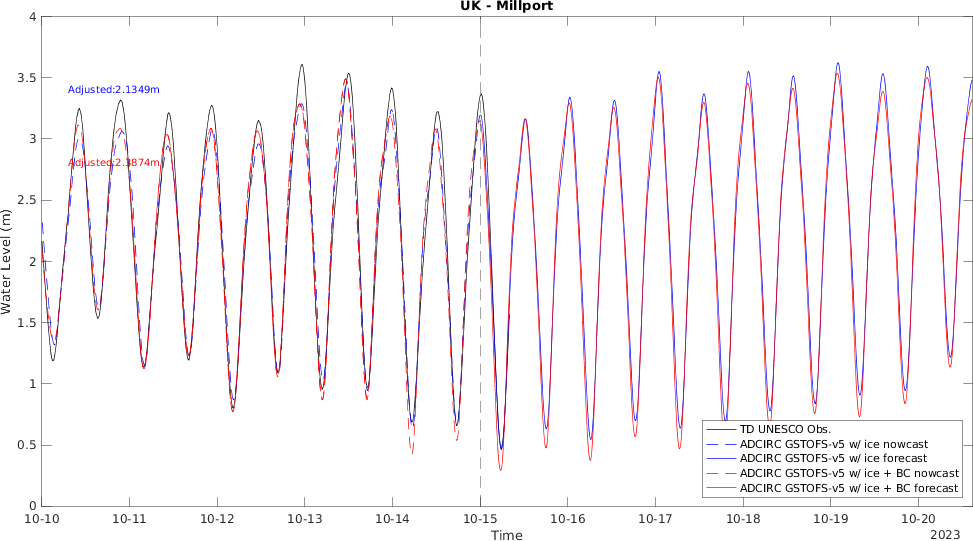 UK - Millport
4
3.5
3
2.5
2
1.5
1
0.5
0
Water Level (m)
Adjusted:2.1349m
Adjusted:2.3874m
TD UNESCO Obs.
ADCIRC GSTOFS-v5 w/ ice nowcast
ADCIRC GSTOFS-v5 w/ ice forecast
ADCIRC GSTOFS-v5 w/ ice + BC nowcast
ADCIRC GSTOFS-v5 w/ ice + BC forecast
10-10 10-11 10-12 10-13 10-14 10-15 10-16 10-17 10-18 10-19 10-20
Time
2023